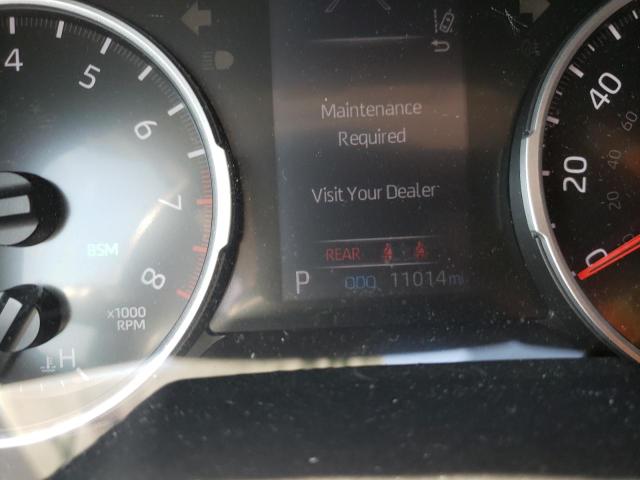 4
5
6
7
8
BSM
x1000
RPM
H
Maintenance
Required
Visit Your Dealer
REAR
P ODO 11014 mi
40
20
0
60
40
20